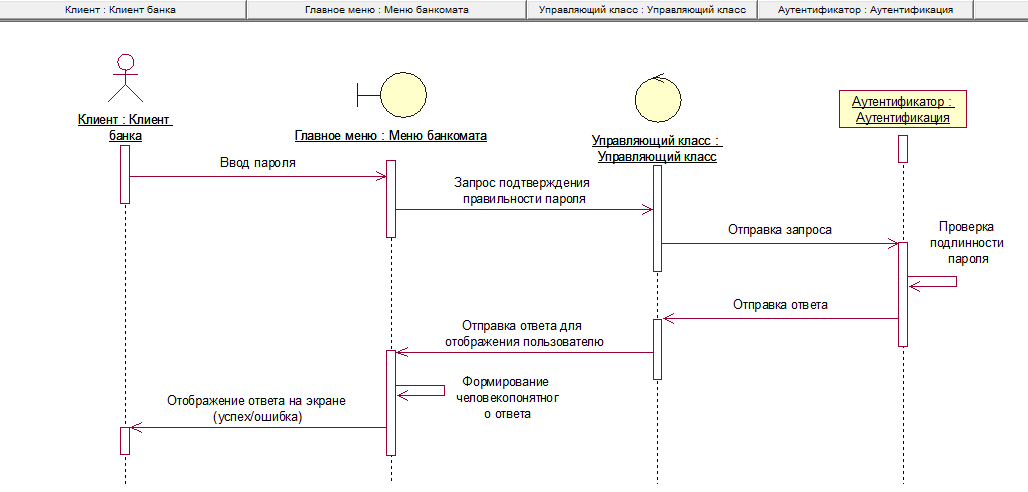 Клиент : Клиент банка
Главное меню : Меню банкомата
Управляющий класс : Управляющий класс
Аутентификатор : Аутентификация
Клиент : Клиент
банка
Главное меню : Меню банкомата
Управляющий класс :
Управляющий класс
Аутентификатор :
Аутентификация
Ввод пароля
Запрос подтверждения
правильности пароля
Отправка запроса
Проверка
подлинности
пароля
Отправка ответа
Отправка ответа для
отображения пользователю
Формирование
человекопонятног
о ответа
Отображение ответа на экране
(успех/ошибка)